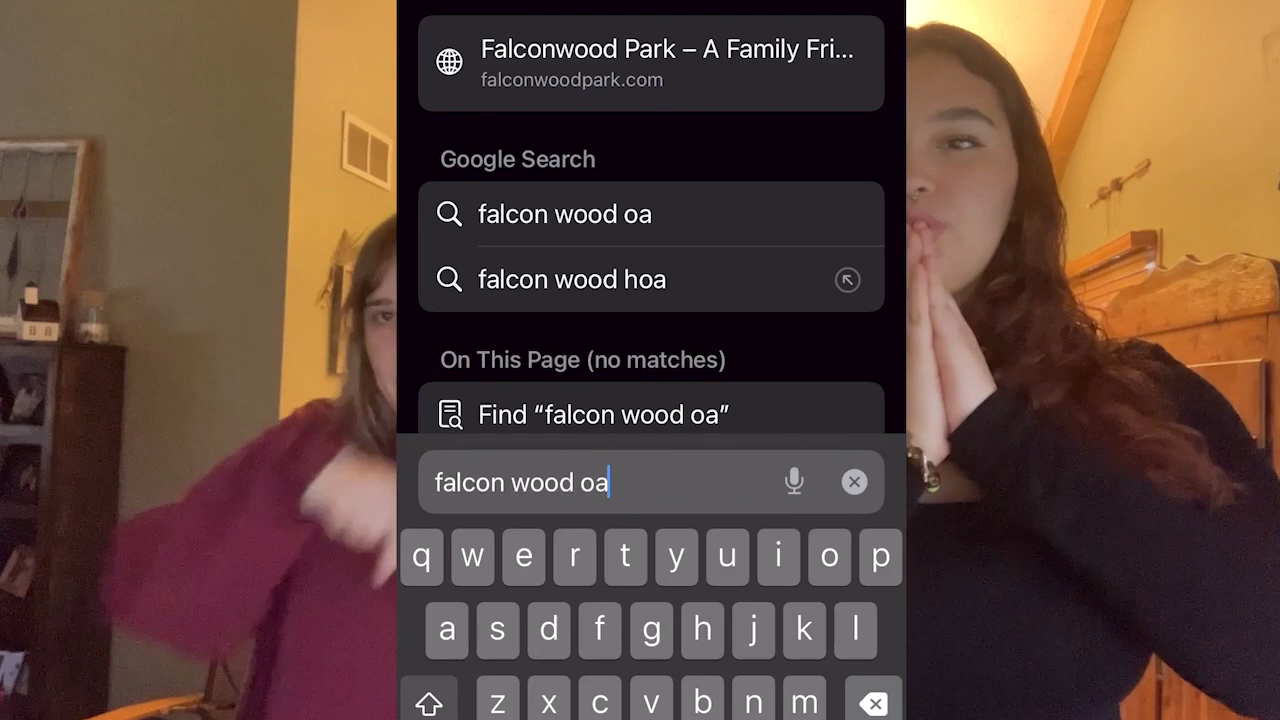 Falconwood Park – A Family Fri...
falconwoodpark.com
Google Search
falcon wood oa
falcon wood hoa
On This Page (no matches)
Find “falcon wood oa”
falcon wood oa
q w e r t y u i o p
a s d f g h j k l
z x c v b n m